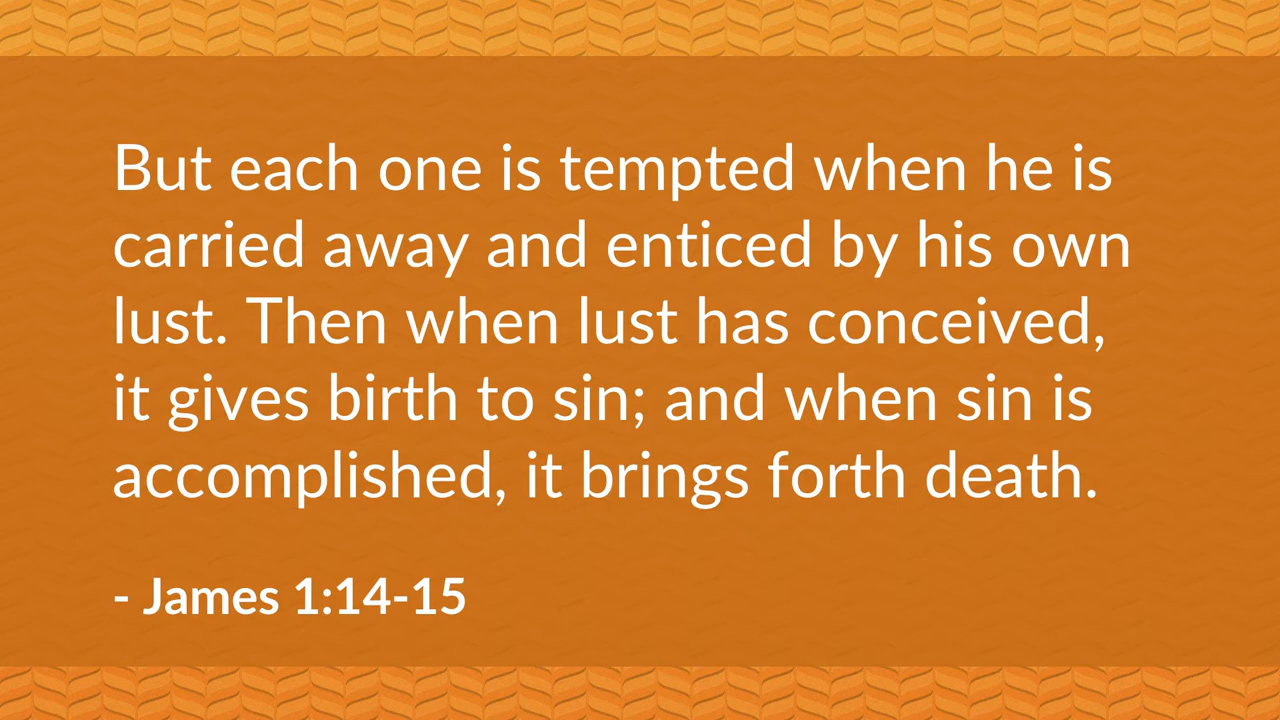 But each one is tempted when he is
carried away and enticed by his own
lust. Then when lust has conceived,
it gives birth to sin; and when sin is
accomplished, it brings forth death.
- James 1:14-15